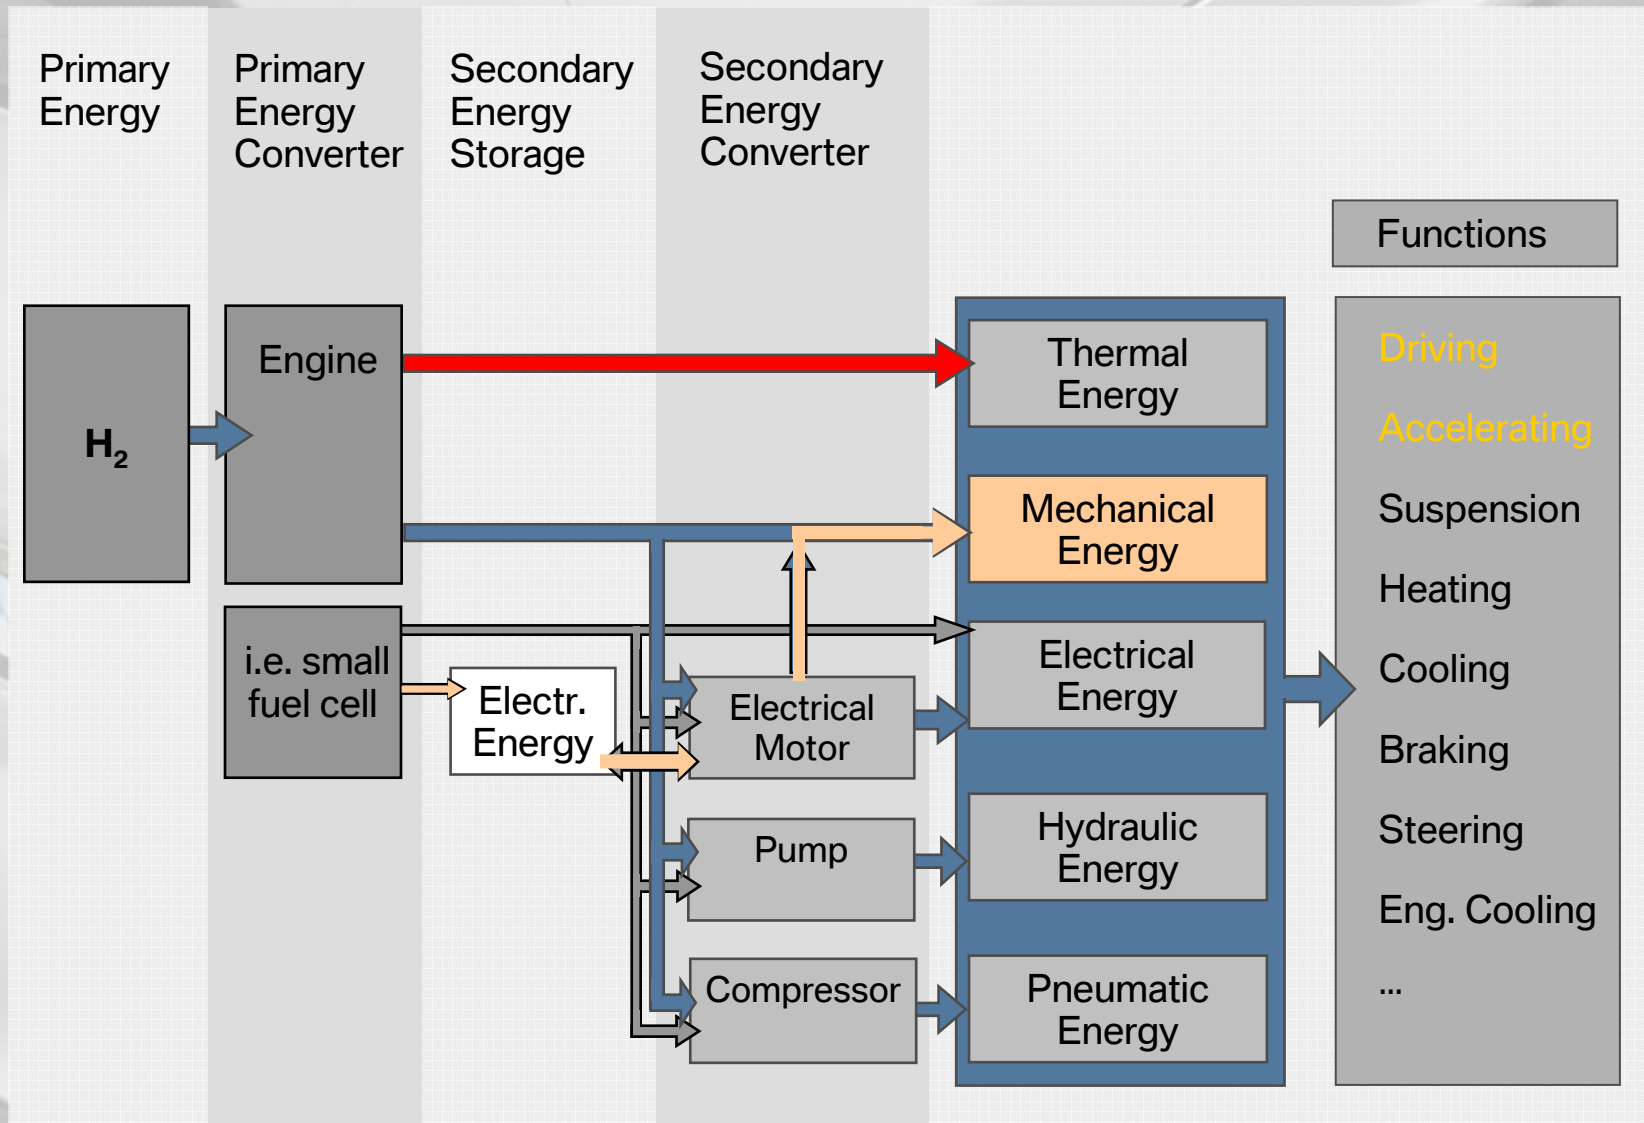 Primary
Energy
Primary
Energy
Converter
Secondary
Energy
Storage
Secondary
Energy
Converter
Functions
H₂
Engine
i.e. small
fuel cell
Electr.
Energy
Electrical
Motor
Pump
Compressor
Thermal
Energy
Mechanical
Energy
Electrical
Energy
Hydraulic
Energy
Pneumatic
Energy
Driving
Accelerating
Suspension
Heating
Cooling
Braking
Steering
Eng. Cooling
...